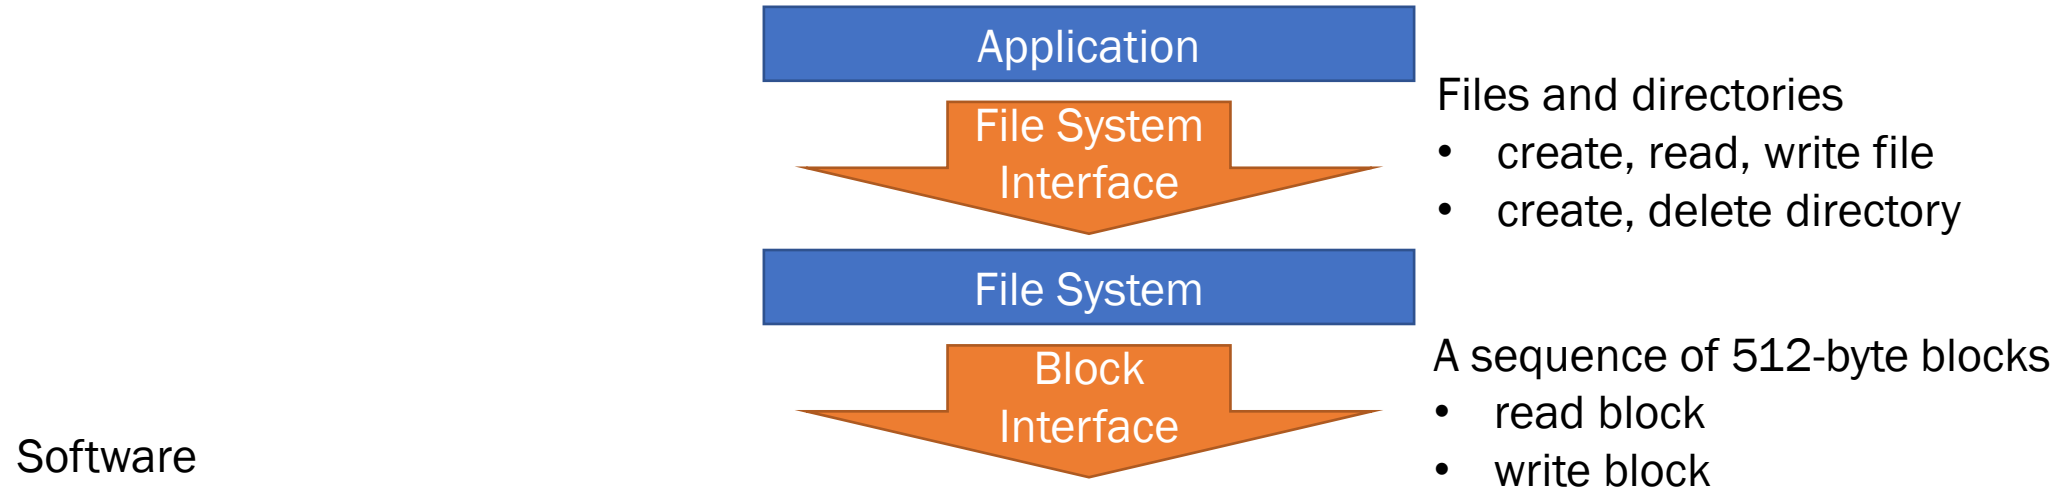 Application
File System
Interface
Files and directories
• create, read, write file
• create, delete directory
File System
Block
Interface
A sequence of 512-byte blocks
• read block
• write block
Software